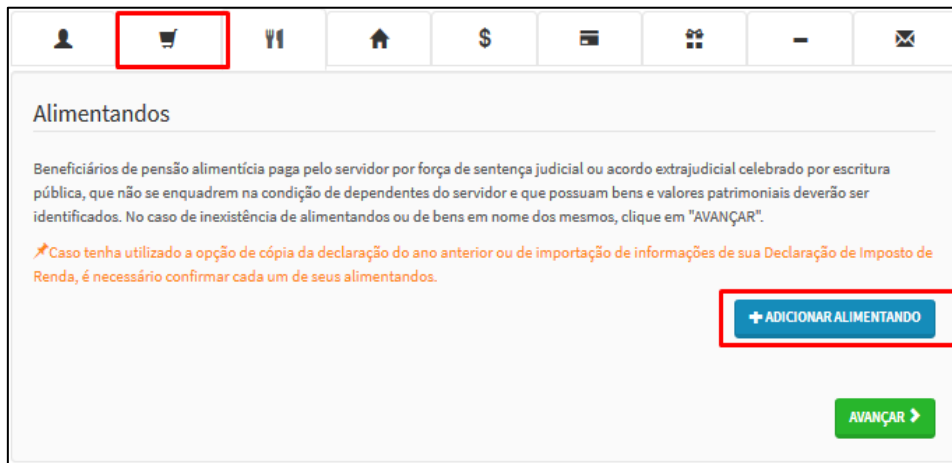 $
Alimentandos
Beneficiários de pensão alimentícia paga pelo servidor por força de sentença judicial ou acordo extrajudicial celebrado por escritura
pública, que não se enquadrem na condição de dependentes do servidor e que possuam bens e valores patrimoniais deverão ser
identificados. No caso de inexistência de alimentandos ou de bens em nome dos mesmos, clique em "AVANÇAR".
Caso tenha utilizado a opção de cópia da declaração do ano anterior ou de importação de informações de sua Declaração de Imposto de
Renda, é necessário confirmar cada um de seus alimentandos.
+ ADICIONAR ALIMENTANDO
AVANÇAR